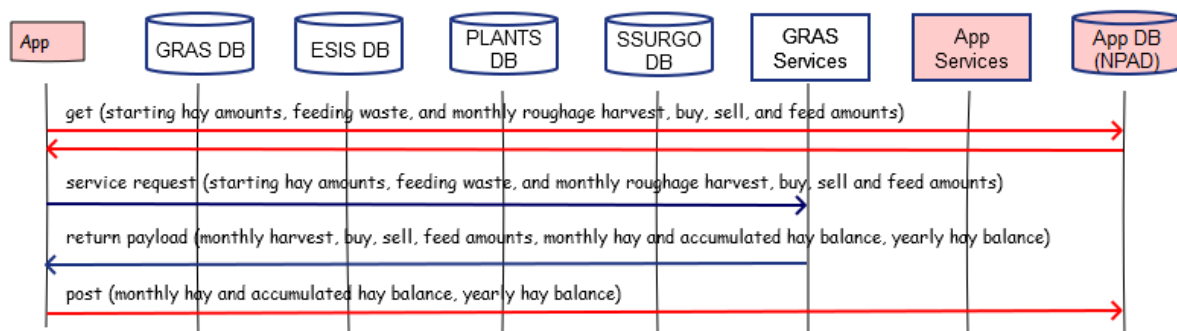 App
GRAS DB
ESIS DB
PLANTS
DB
SSURGO
DB
GRAS
Services
App
Services
App DB
(NPAD)
get (starting hay amounts, feeding waste, and monthly roughage harvest, buy, sell, and feed amounts)
service request (starting hay amounts, feeding waste, and monthly roughage harvest, buy, sell and feed amounts)
return payload (monthly harvest, buy, sell, feed amounts, monthly hay and accumulated hay balance, yearly hay balance)
post (monthly hay and accumulated hay balance, yearly hay balance)